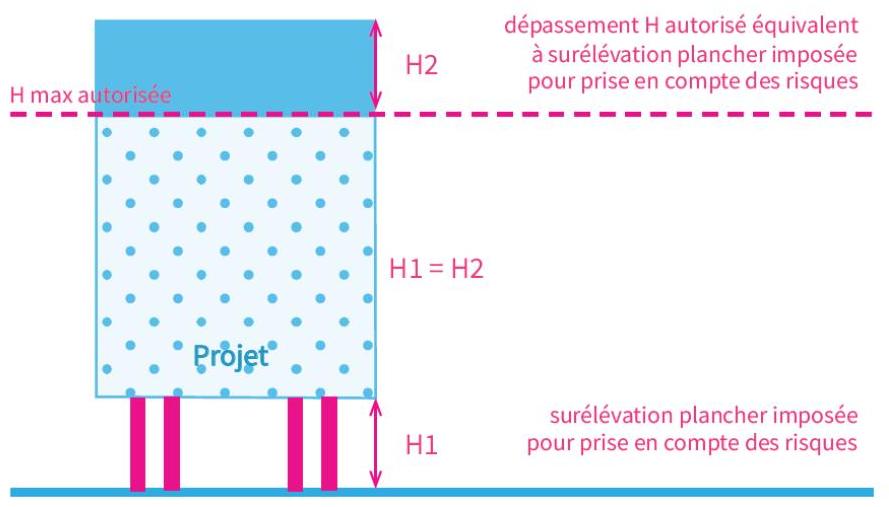 dépassement H autorisé équivalent
à surélévation plancher imposée
pour prise en compte des risques
H2
H max autorisée
H1 = H2
Projet
surélévation plancher imposée
pour prise en compte des risques
H1